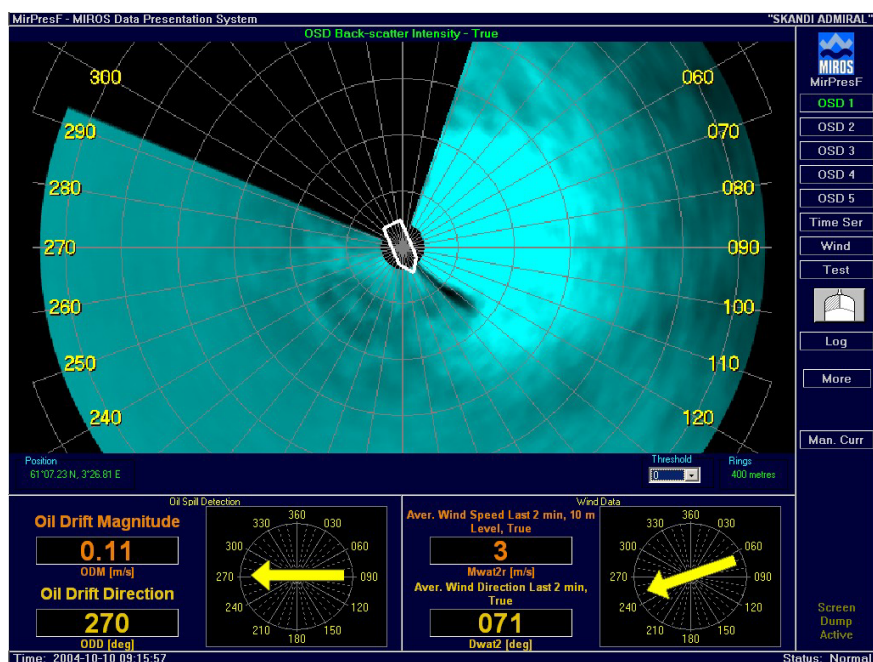 MirPresF - MIROS Data Presentation System
"SKANDI ADMIRAL"
OSD Back-scatter Intensity - True
300
290
280
270
260
250
240
060
070
080
090
100
110
120
MIROS
MirPresF
OSD 1
OSD 2
OSD 3
OSD 4
OSD 5
Time Ser
Wind
Test
Log
More
Man. Curr
Position
61°07.23 N, 3°26.81 E
Threshold
0
Rings
400 metres
Oil Spill Detection
Oil Drift Magnitude
0.11
ODM [m/s]
Oil Drift Direction
270
ODD [deg]
360
030
060
090
120
180
210
240
270
300
330
Wind Data
Aver. Wind Speed Last 2 min, 10 m
Level, True
3
Mwat2r [m/s]
Aver. Wind Direction Last 2 min,
True
071
Dwat2 [deg]
360
030
060
090
120
180
210
240
270
300
330
Screen
Dump
Active
Time: 2004-10-10 09:15:57
Status: Normal